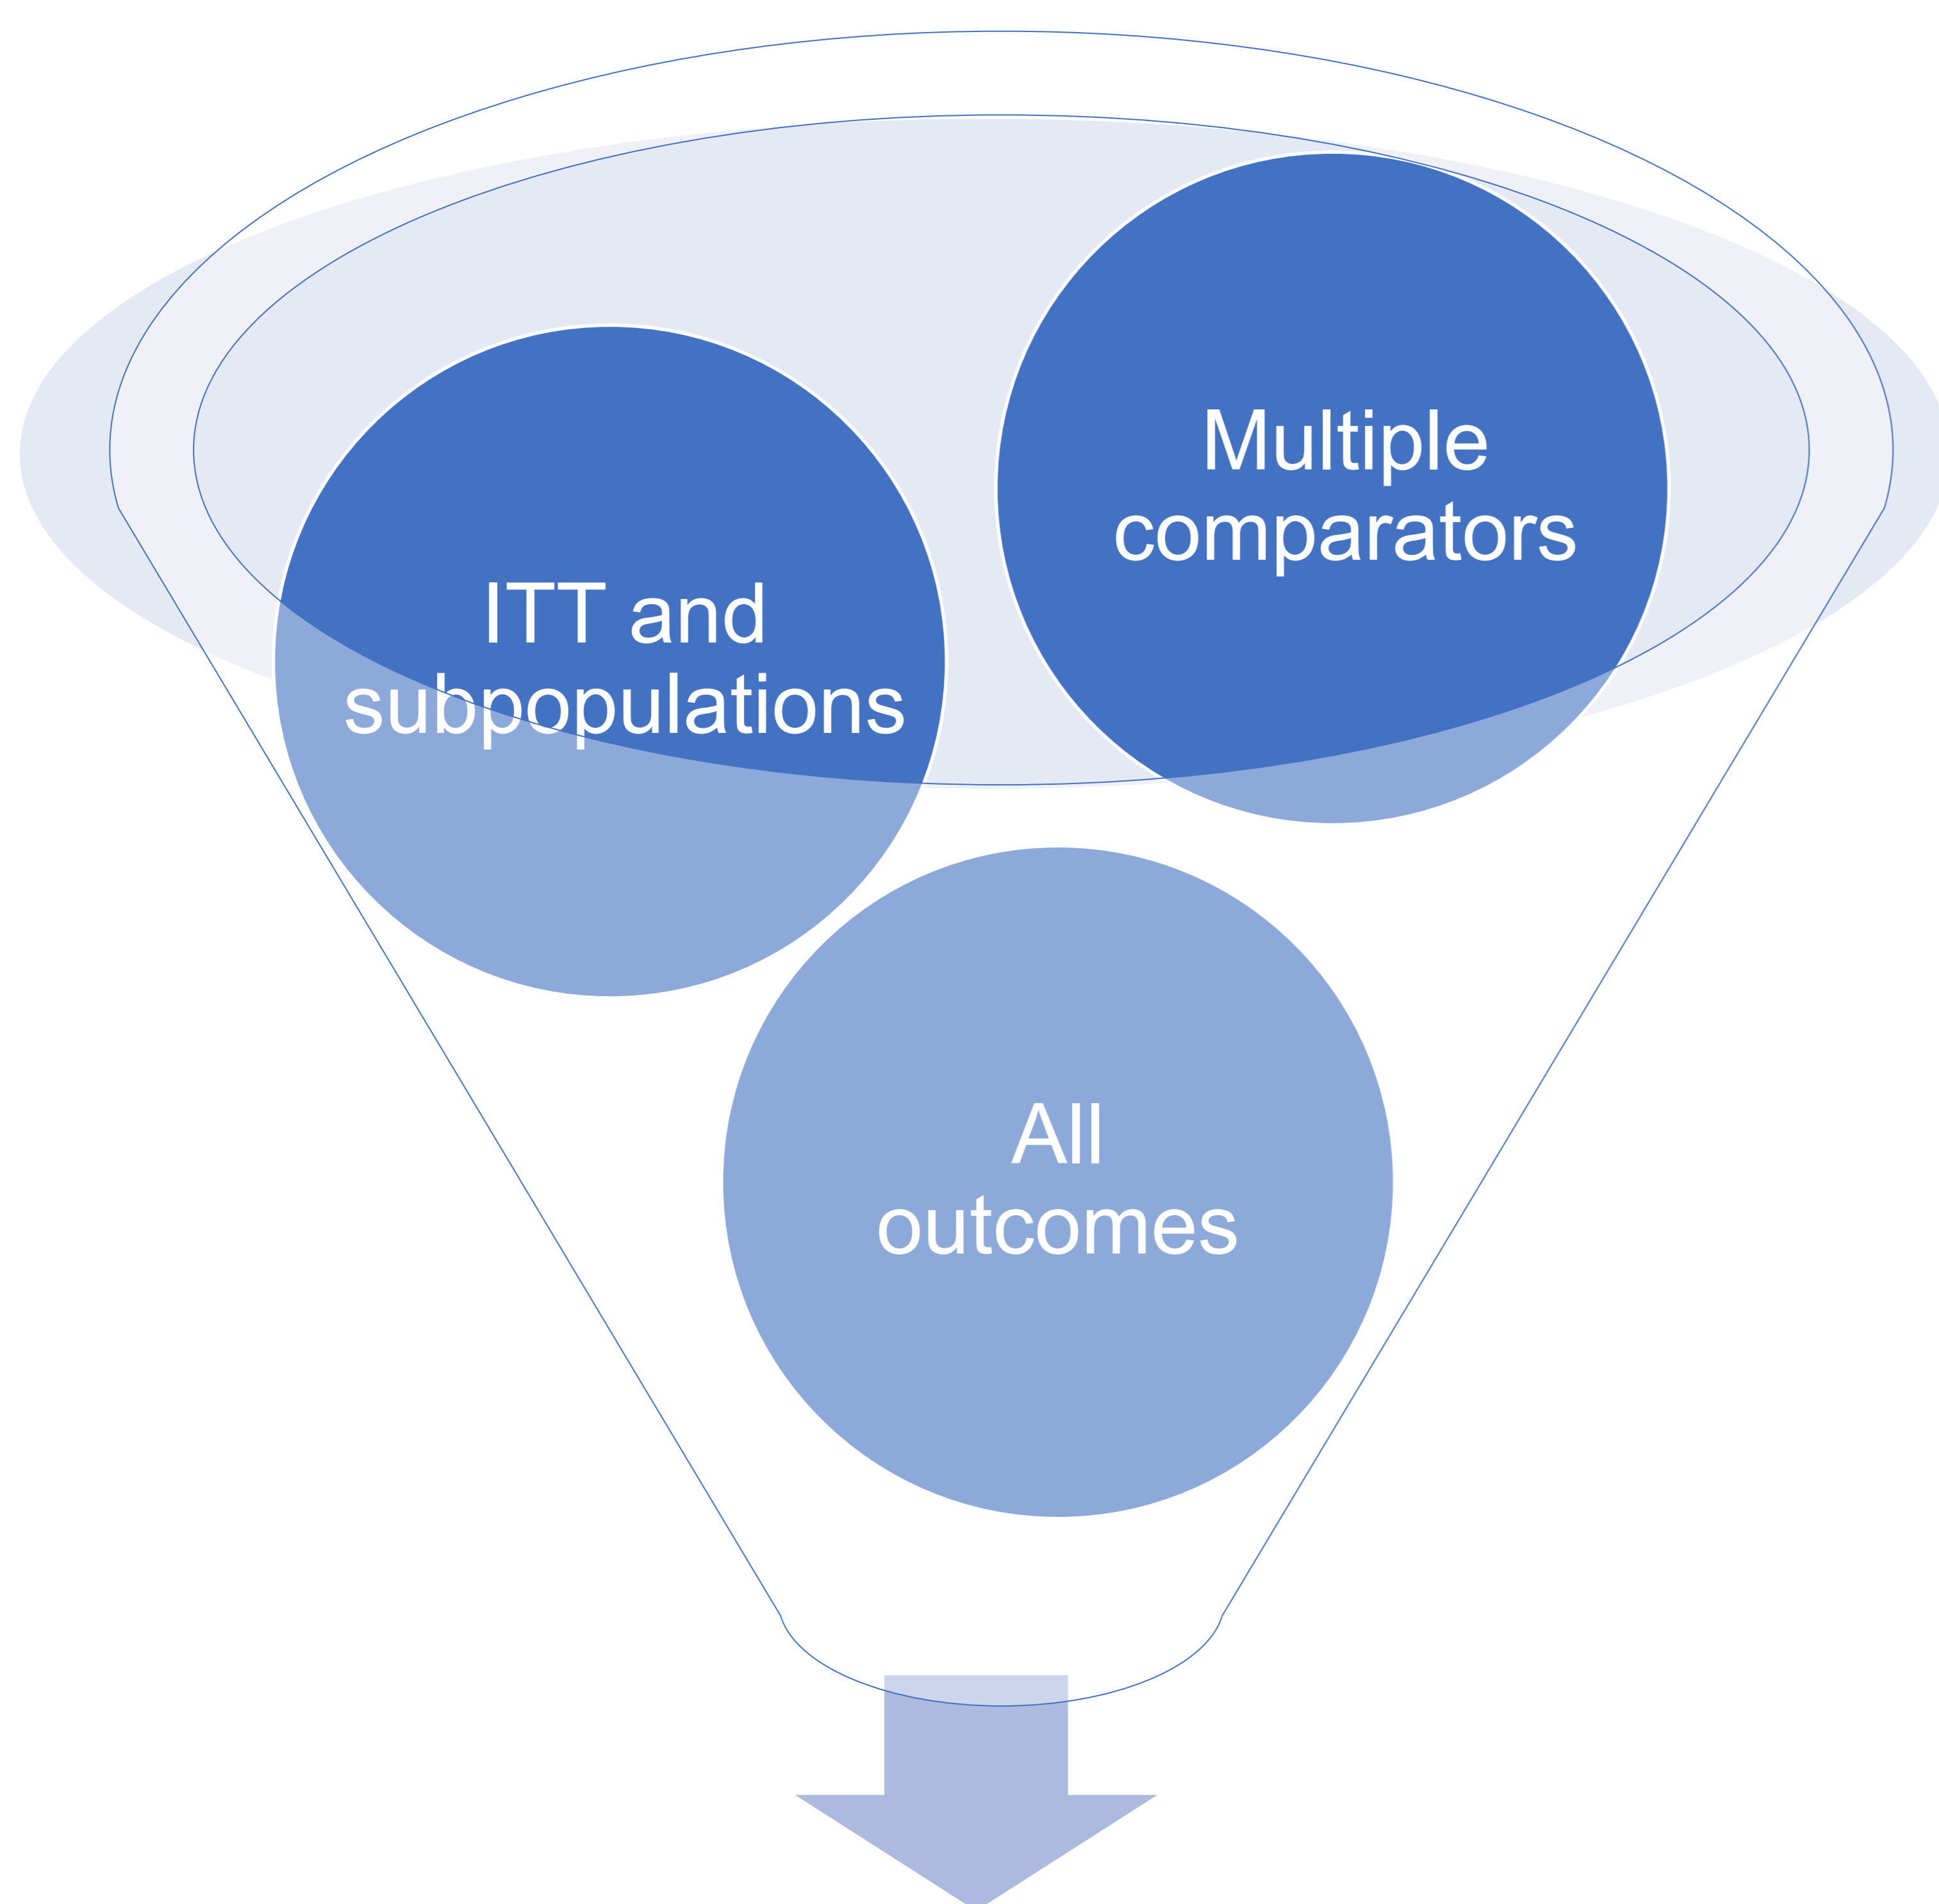 Multiple
comparators
ITT and
subpopulations
All
outcomes